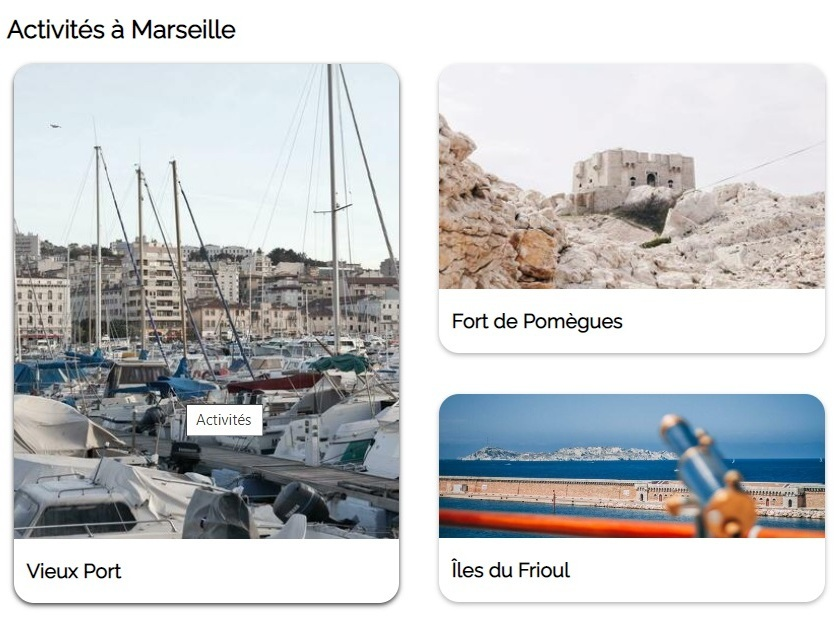 Activités à Marseille
Fort de Pomègues
Activités
Vieux Port
Îles du Frioul